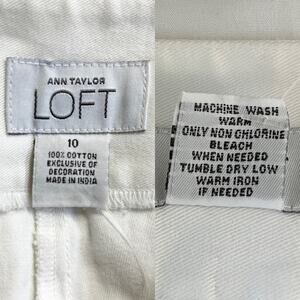 ANN TAYLOR
LOFT
10
100% COTTON
EXCLUSIVE OF
DECORATION
MADE IN INDIA
MACHINE WASH
WARM
ONLY NON CHLORINE
BLEACH
WHEN NEEDED
TUMBLE DRY LOW
WARM IRON
IF NEEDED